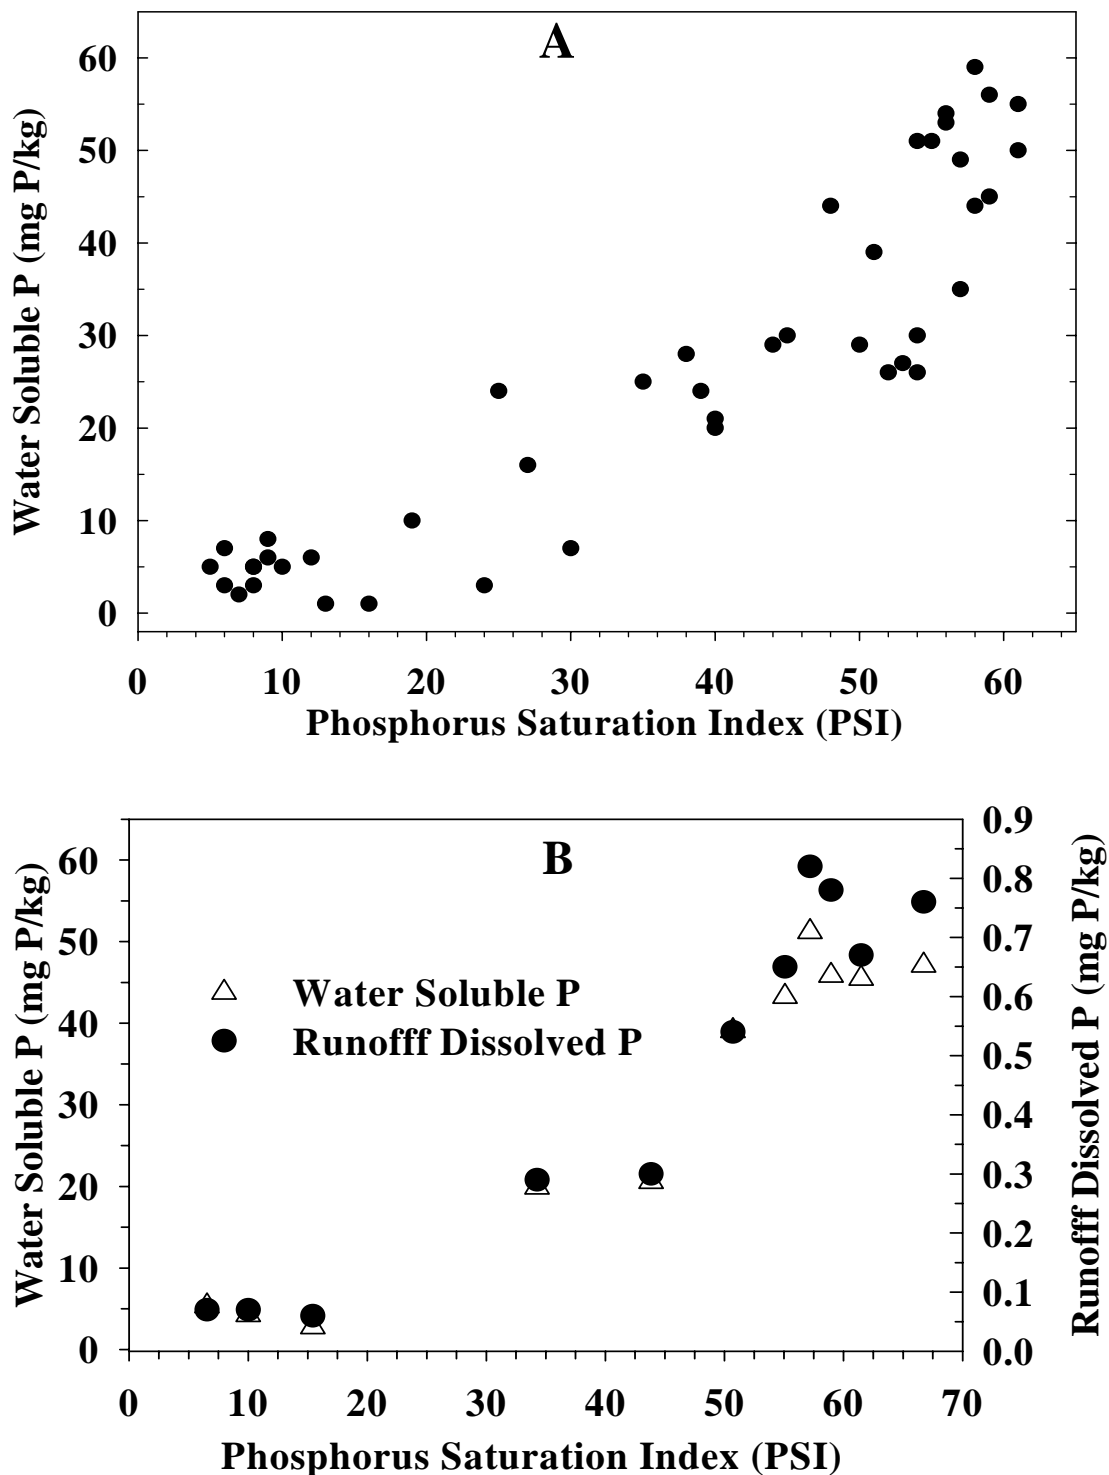 A
Water Soluble P (mg P/kg)
60
50
40
30
20
10
0
0 10 20 30 40 50 60
Phosphorus Saturation Index (PSI)
B
Water Soluble P (mg P/kg)
60
50
40
30
20
10
0
Water Soluble P
Runofff Dissolved P
0.9
0.8
0.7
0.6
0.5
0.4
0.3
0.2
0.1
0.0
Runofff Dissolved P (mg P/kg)
0 10 20 30 40 50 60 70
Phosphorus Saturation Index (PSI)